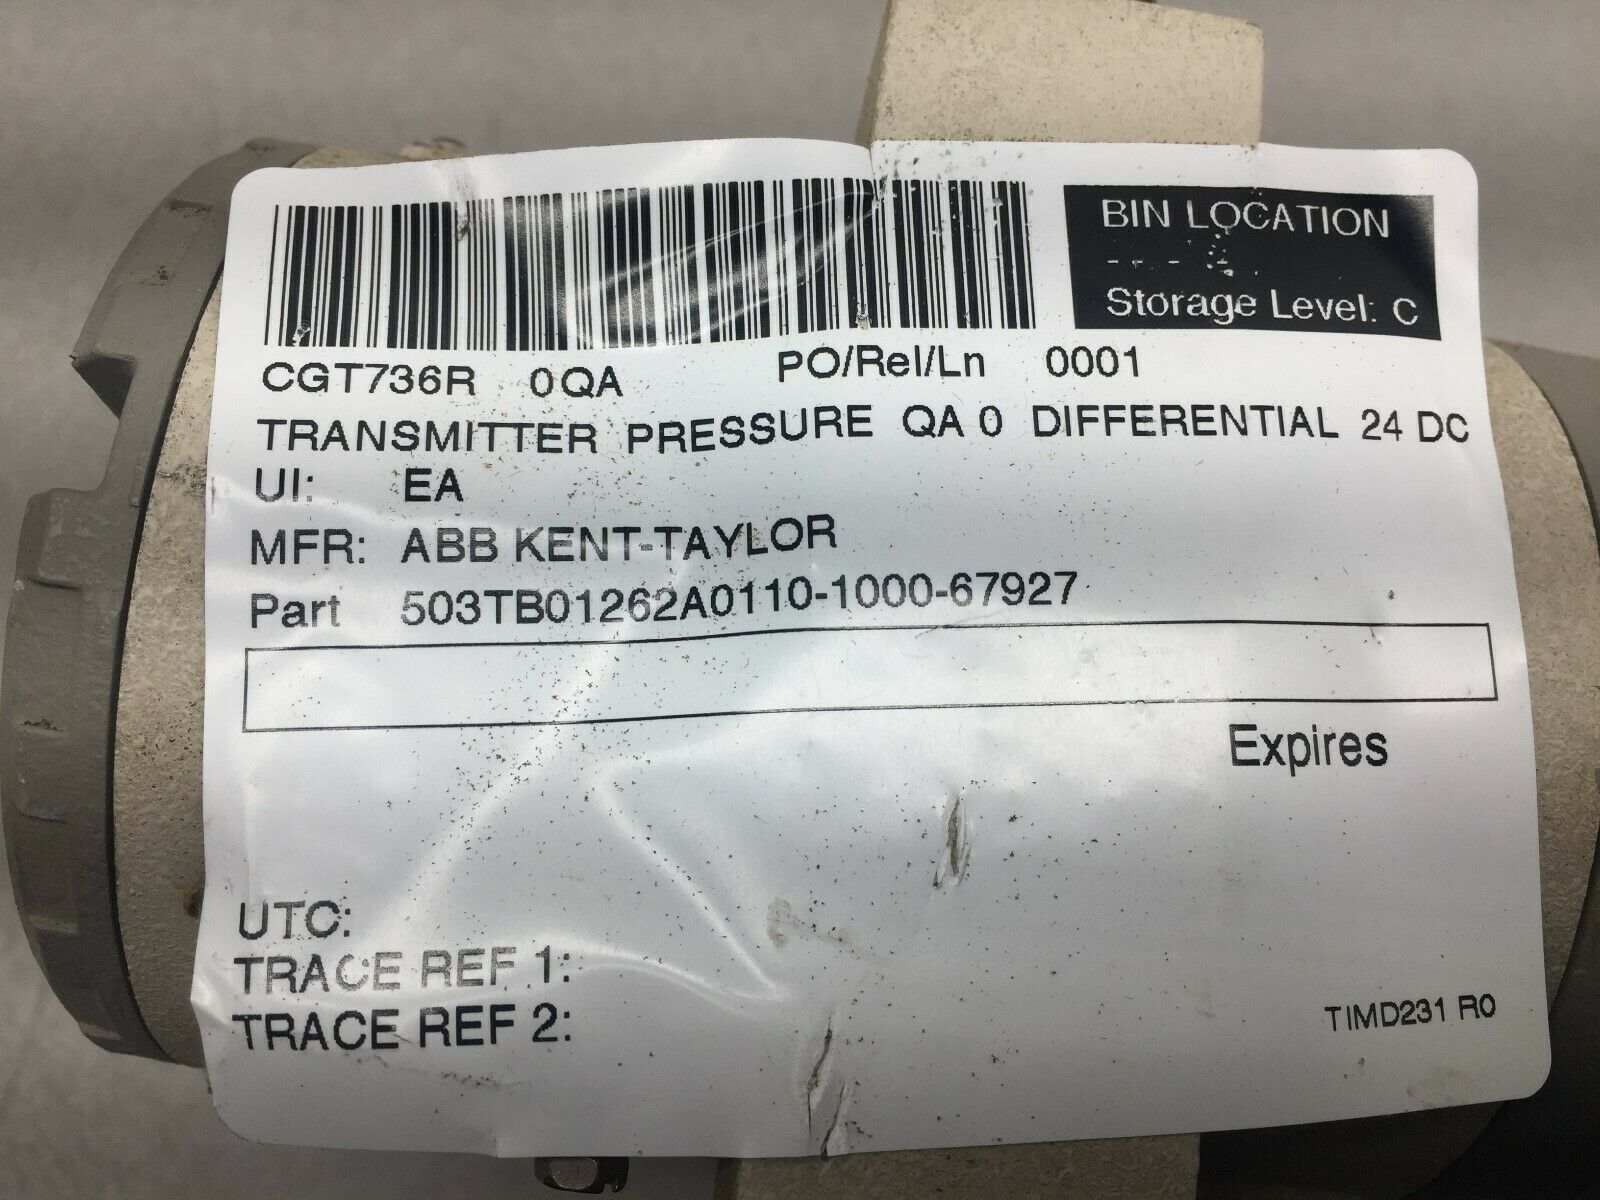 BIN LOCATION
Storage Level: C
CGT736R 0QA PO/Rel/Ln 0001
TRANSMITTER PRESSURE QA 0 DIFFERENTIAL 24 DC
UI: EA
MFR: ABB KENT-TAYLOR
Part 503TB01262A0110-1000-67927
Expires
UTC:
TRACE REF 1:
TRACE REF 2:
TIMD231 R0